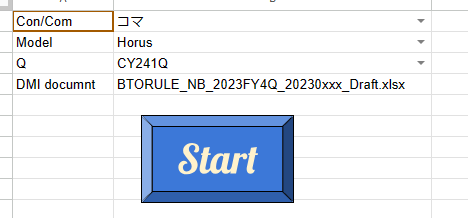 Con/Com コマ
Model Horus
Q CY241Q
DMI documnt BTORULE_NB_2023FY4Q_20230xxx_Draft.xlsx
Start